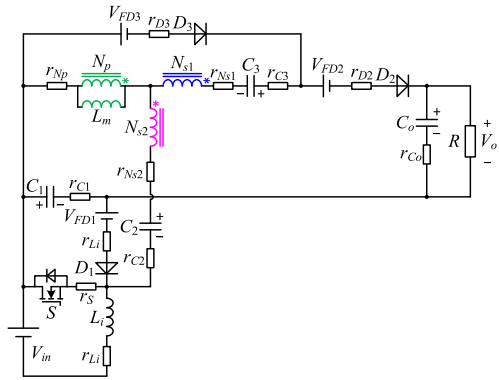 V_FD3 r_D3 D_3
r_Np N_p * N_s1 * r_Ns1 C_3 r_C3 V_FD2 r_D2 D_2
− +
L_m * N_s2 C_o + − R + V_o −
r_Co
r_Ns2
C_1 r_C1
+ −
V_FD1 C_2 + −
r_Li
D_1 r_C2
S r_S
L_i
V_in
r_Li